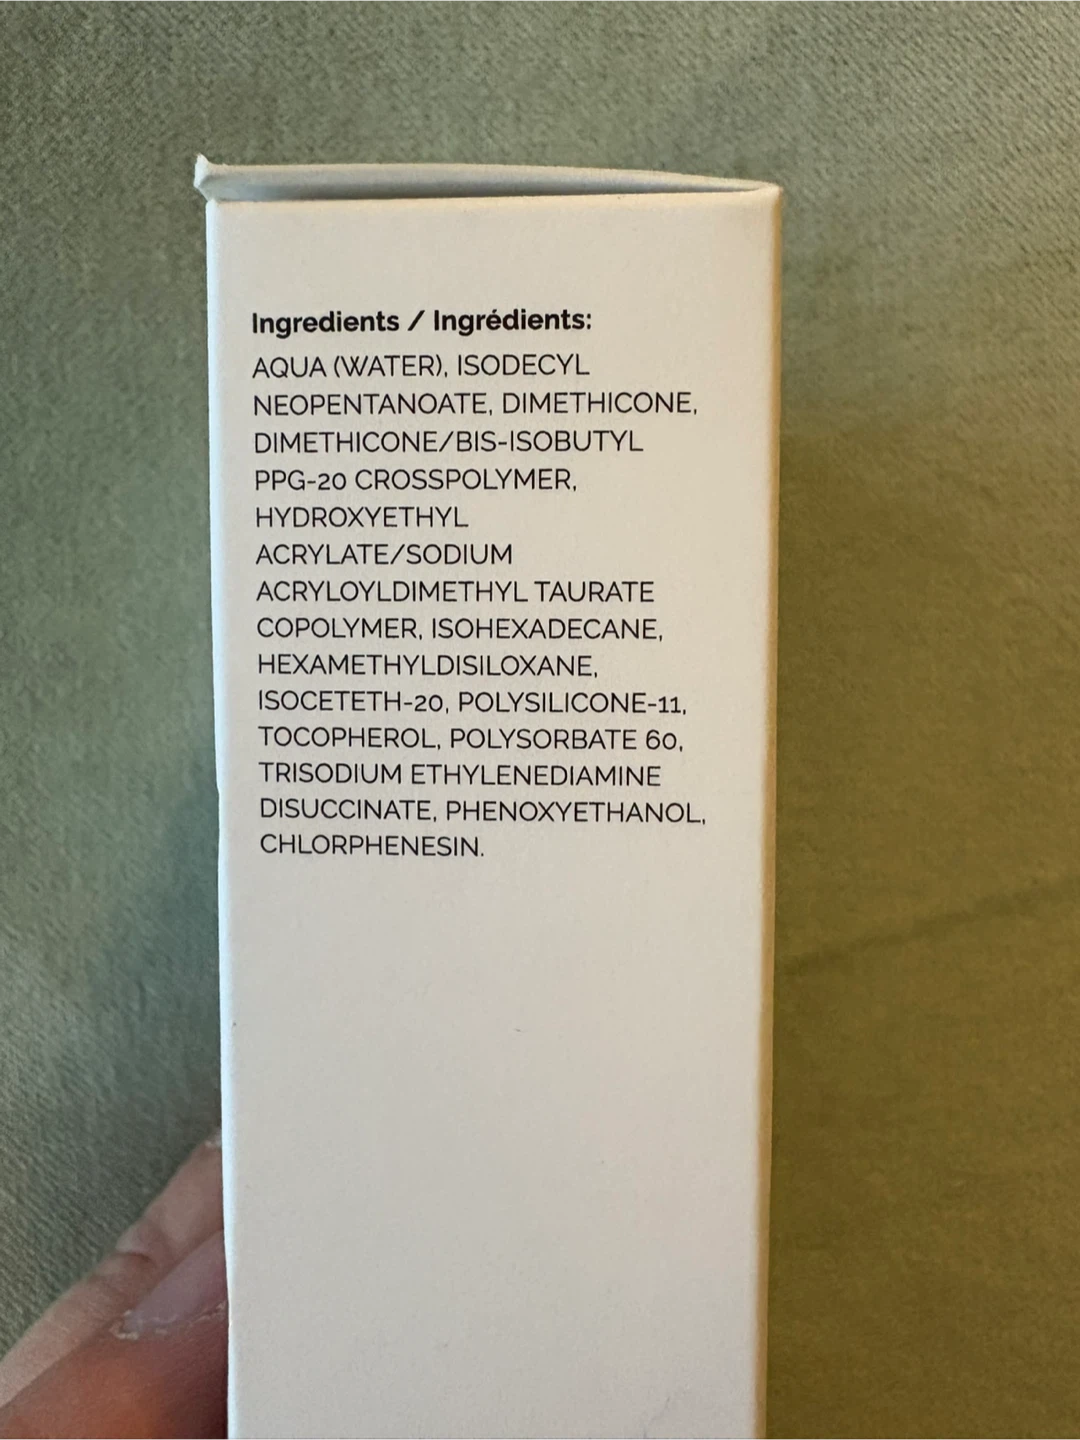 Ingredients / Ingrédients:
AQUA (WATER), ISODECYL
NEOPENTANOATE, DIMETHICONE,
DIMETHICONE/BIS-ISOBUTYL
PPG-20 CROSSPOLYMER,
HYDROXYETHYL
ACRYLATE/SODIUM
ACRYLOYLDIMETHYL TAURATE
COPOLYMER, ISOHEXADECANE,
HEXAMETHYLDISILOXANE,
ISOCETETH-20, POLYSILICONE-11,
TOCOPHEROL, POLYSORBATE 60,
TRISODIUM ETHYLENEDIAMINE
DISUCCINATE, PHENOXYETHANOL,
CHLORPHENESIN.